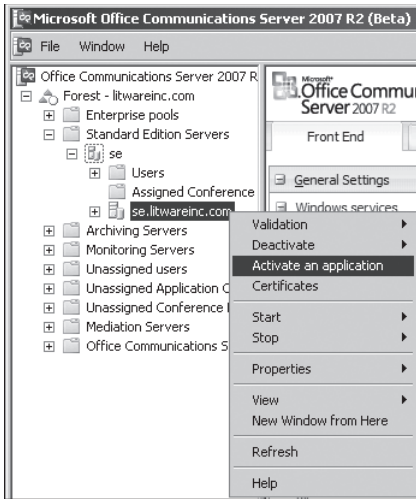 Microsoft Office Communications Server 2007 R2 (Beta)
File Window Help
Office Communications Server 2007 R
Forest - litwareinc.com
Enterprise pools
Standard Edition Servers
se
Users
Assigned Conference
se.litwareinc.com
Archiving Servers
Monitoring Servers
Unassigned users
Unassigned Application C
Unassigned Conference
Mediation Servers
Office Communications S
Microsoft
Office Commu
Server 2007 R2
Front End
General Settings
Windows services
Validation
Deactivate
Activate an application
Certificates
Start
Stop
Properties
View
New Window from Here
Refresh
Help